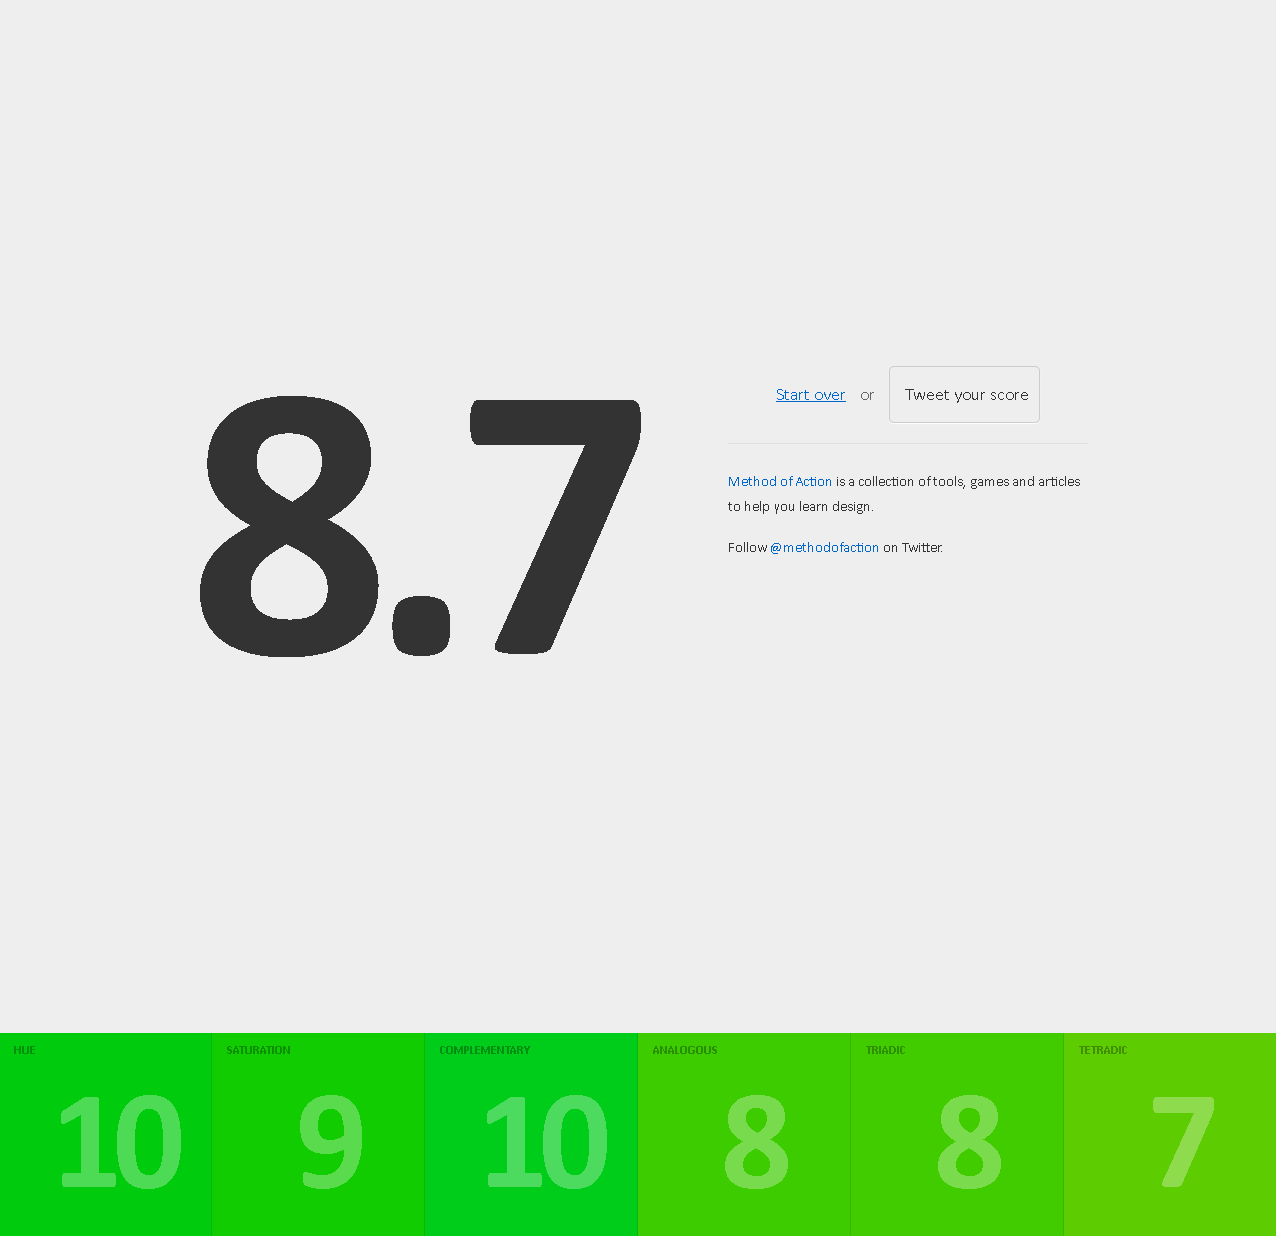 8.7
Start over or Tweet your score
Method of Action is a collection of tools, games and articles
to help you learn design.
Follow @methodofaction on Twitter.
HUE
10
SATURATION
9
COMPLEMENTARY
10
ANALOGOUS
8
TRIADIC
8
TETRADIC
7